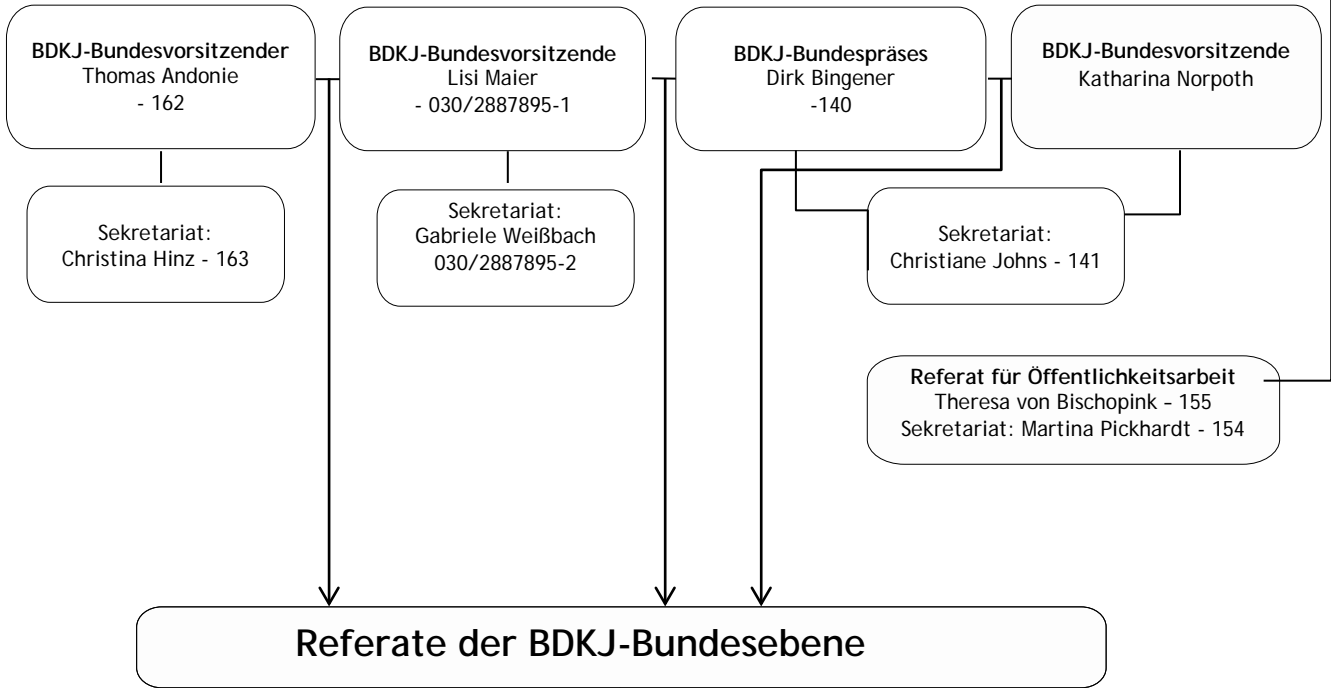 BDKJ-Bundesvorsitzender
Thomas Andonie
- 162
BDKJ-Bundesvorsitzende
Lisi Maier
- 030/2887895-1
BDKJ-Bundespräses
Dirk Bingener
-140
BDKJ-Bundesvorsitzende
Katharina Norpoth
Sekretariat:
Christina Hinz - 163
Sekretariat:
Gabriele Weißbach
030/2887895-2
Sekretariat:
Christiane Johns - 141
Referat für Öffentlichkeitsarbeit
Theresa von Bischopink – 155
Sekretariat: Martina Pickhardt - 154
Referate der BDKJ-Bundesebene